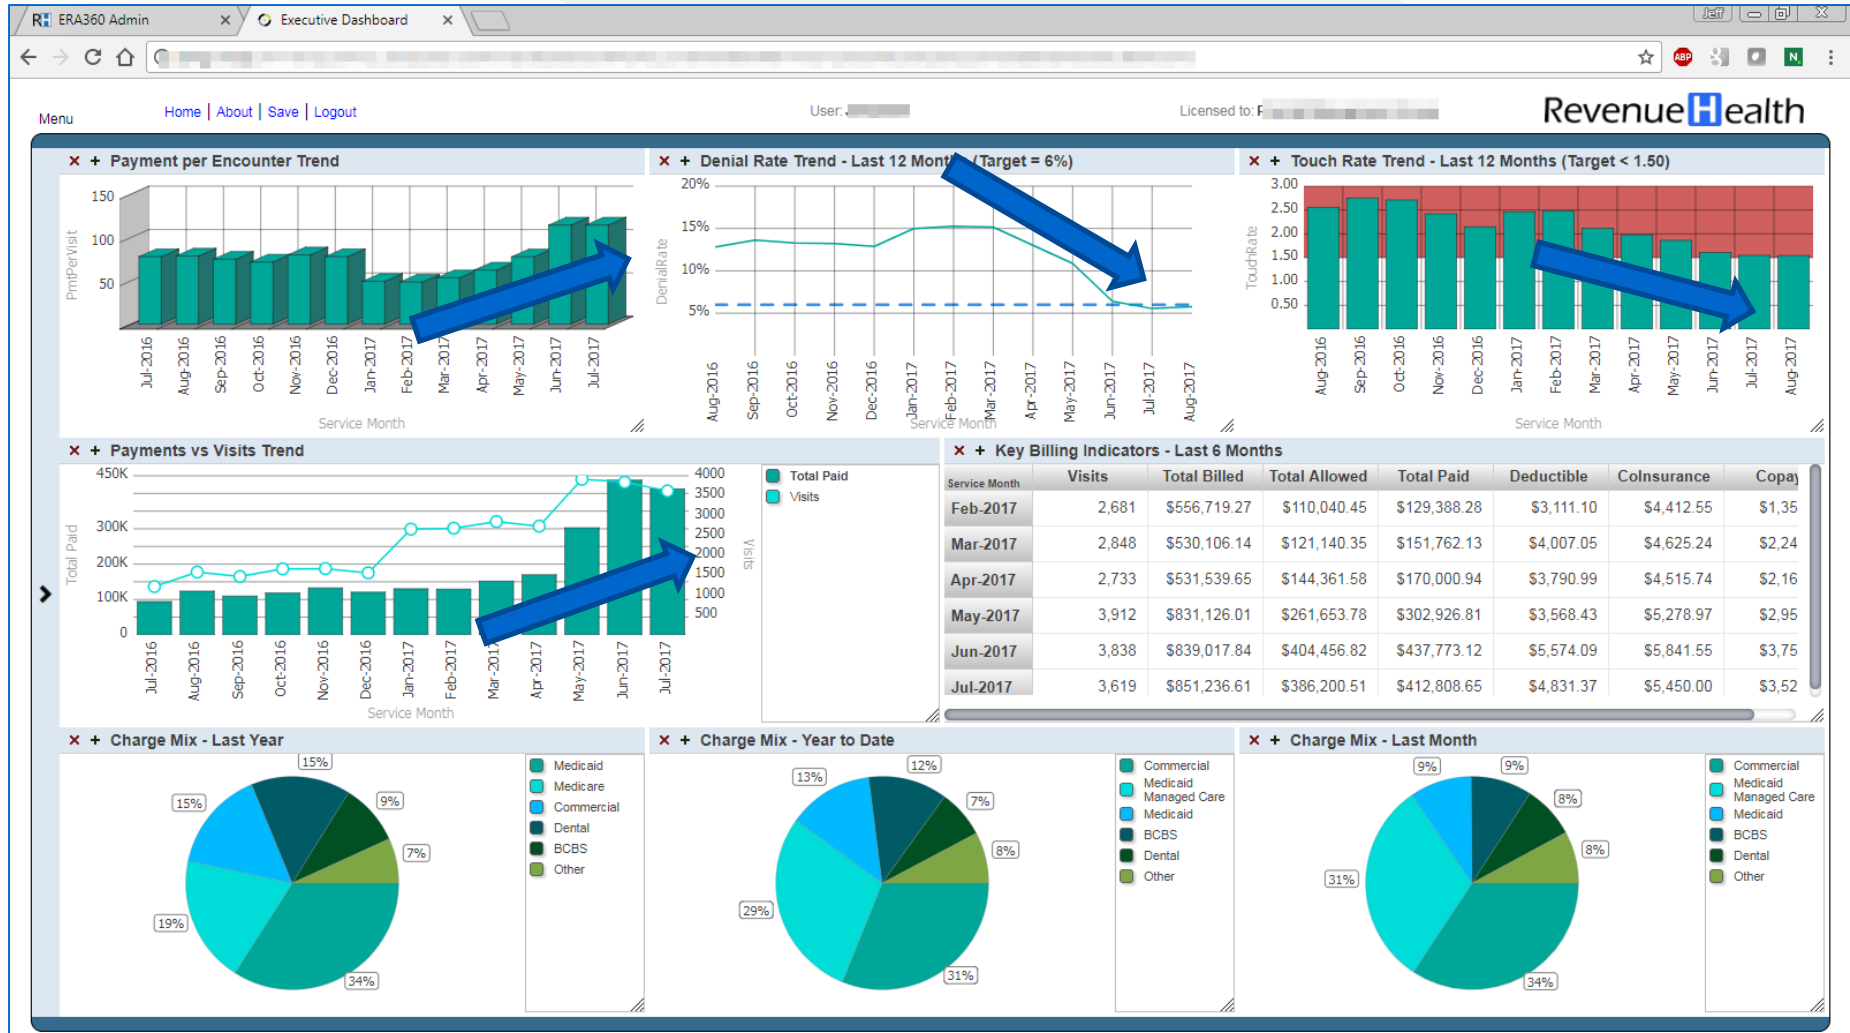 ERA360 Admin
Executive Dashboard
Jeff
ABP
N
Menu
Home | About | Save | Logout
User:
Licensed to:
RevenueHealth
Payment per Encounter Trend
150
100
50
PmtPerVisit
Jul-2016
Aug-2016
Sep-2016
Oct-2016
Nov-2016
Dec-2016
Jan-2017
Feb-2017
Mar-2017
Apr-2017
May-2017
Jun-2017
Jul-2017
Service Month
Denial Rate Trend - Last 12 Months (Target = 6%)
20%
15%
10%
5%
DenialRate
Aug-2016
Sep-2016
Oct-2016
Nov-2016
Dec-2016
Jan-2017
Feb-2017
Mar-2017
Apr-2017
May-2017
Jun-2017
Jul-2017
Aug-2017
Service Month
Touch Rate Trend - Last 12 Months (Target < 1.50)
3.00
2.50
2.00
1.50
1.00
0.50
TouchRate
Aug-2016
Sep-2016
Oct-2016
Nov-2016
Dec-2016
Jan-2017
Feb-2017
Mar-2017
Apr-2017
May-2017
Jun-2017
Jul-2017
Aug-2017
Service Month
Payments vs Visits Trend
450K
300K
200K
100K
0
Total Paid
4000
3500
3000
2500
2000
1500
1000
500
Visits
Jul-2016
Aug-2016
Sep-2016
Oct-2016
Nov-2016
Dec-2016
Jan-2017
Feb-2017
Mar-2017
Apr-2017
May-2017
Jun-2017
Jul-2017
Service Month
Total Paid
Visits
Key Billing Indicators - Last 6 Months
Service Month Visits Total Billed Total Allowed Total Paid Deductible CoInsurance Copay
Feb-2017 2,681 $556,719.27 $110,040.45 $129,388.28 $3,111.10 $4,412.55 $1,35
Mar-2017 2,848 $530,106.14 $121,140.35 $151,762.13 $4,007.05 $4,625.24 $2,24
Apr-2017 2,733 $531,539.65 $144,361.58 $170,000.94 $3,790.99 $4,515.74 $2,16
May-2017 3,912 $831,126.01 $261,653.78 $302,926.81 $3,568.43 $5,278.97 $2,95
Jun-2017 3,838 $839,017.84 $404,456.82 $437,773.12 $5,574.09 $5,841.55 $3,75
Jul-2017 3,619 $851,236.61 $386,200.51 $412,808.65 $4,831.37 $5,450.00 $3,52
Charge Mix - Last Year
15%
15%
9%
7%
19%
34%
Medicaid
Medicare
Commercial
Dental
BCBS
Other
Charge Mix - Year to Date
12%
13%
7%
8%
29%
31%
Commercial
Medicaid
Managed Care
Medicaid
BCBS
Dental
Other
Charge Mix - Last Month
9%
9%
8%
8%
31%
34%
Commercial
Medicaid
Managed Care
Medicaid
BCBS
Dental
Other